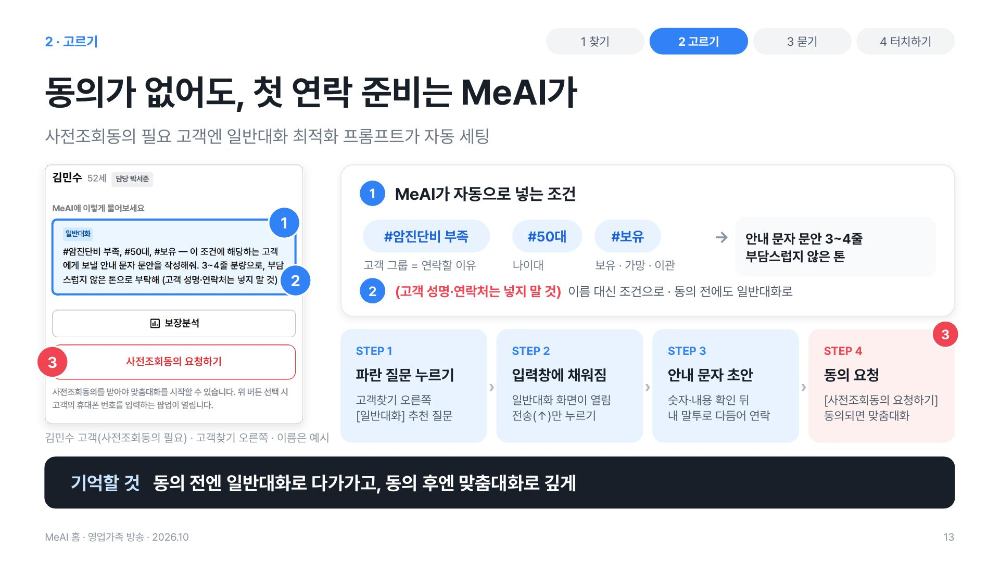 2 · 고르기
1 찾기
2 고르기
3 묻기
4 터치하기
동의가 없어도, 첫 연락 준비는 MeAI가
사전조회동의 필요 고객엔 일반대화 최적화 프롬프트가 자동 세팅
김민수 52세 담당 박서준
MeAI에 이렇게 물어보세요
1
일반대화
#암진단비 부족, #50대, #보유 — 이 조건에 해당하는 고객
에게 보낼 안내 문자 문안을 작성해줘. 3~4줄 분량으로, 부담
스럽지 않은 톤으로 부탁해 (고객 성명·연락처는 넣지 말 것)
2
보장분석
3
사전조회동의 요청하기
사전조회동의를 받아야 맞춤대화를 시작할 수 있습니다. 위 버튼 선택 시
고객의 휴대폰 번호를 입력하는 팝업이 열립니다.
김민수 고객(사전조회동의 필요) · 고객찾기 오른쪽 · 이름은 예시
1 MeAI가 자동으로 넣는 조건
#암진단비 부족
고객 그룹 = 연락할 이유
#50대
나이대
#보유
보유 · 가망 · 이관
→
안내 문자 문안 3~4줄
부담스럽지 않은 톤
2 (고객 성명·연락처는 넣지 말 것) 이름 대신 조건으로 · 동의 전에도 일반대화로
STEP 1
파란 질문 누르기
고객찾기 오른쪽
[일반대화] 추천 질문
›
STEP 2
입력창에 채워짐
일반대화 화면이 열림
전송(↑)만 누르기
›
STEP 3
안내 문자 초안
숫자·내용 확인 뒤
내 말투로 다듬어 연락
›
3
STEP 4
동의 요청
[사전조회동의 요청하기]
동의되면 맞춤대화
기억할 것 동의 전엔 일반대화로 다가가고, 동의 후엔 맞춤대화로 깊게
MeAI 홈 · 영업가족 방송 · 2026.10
13